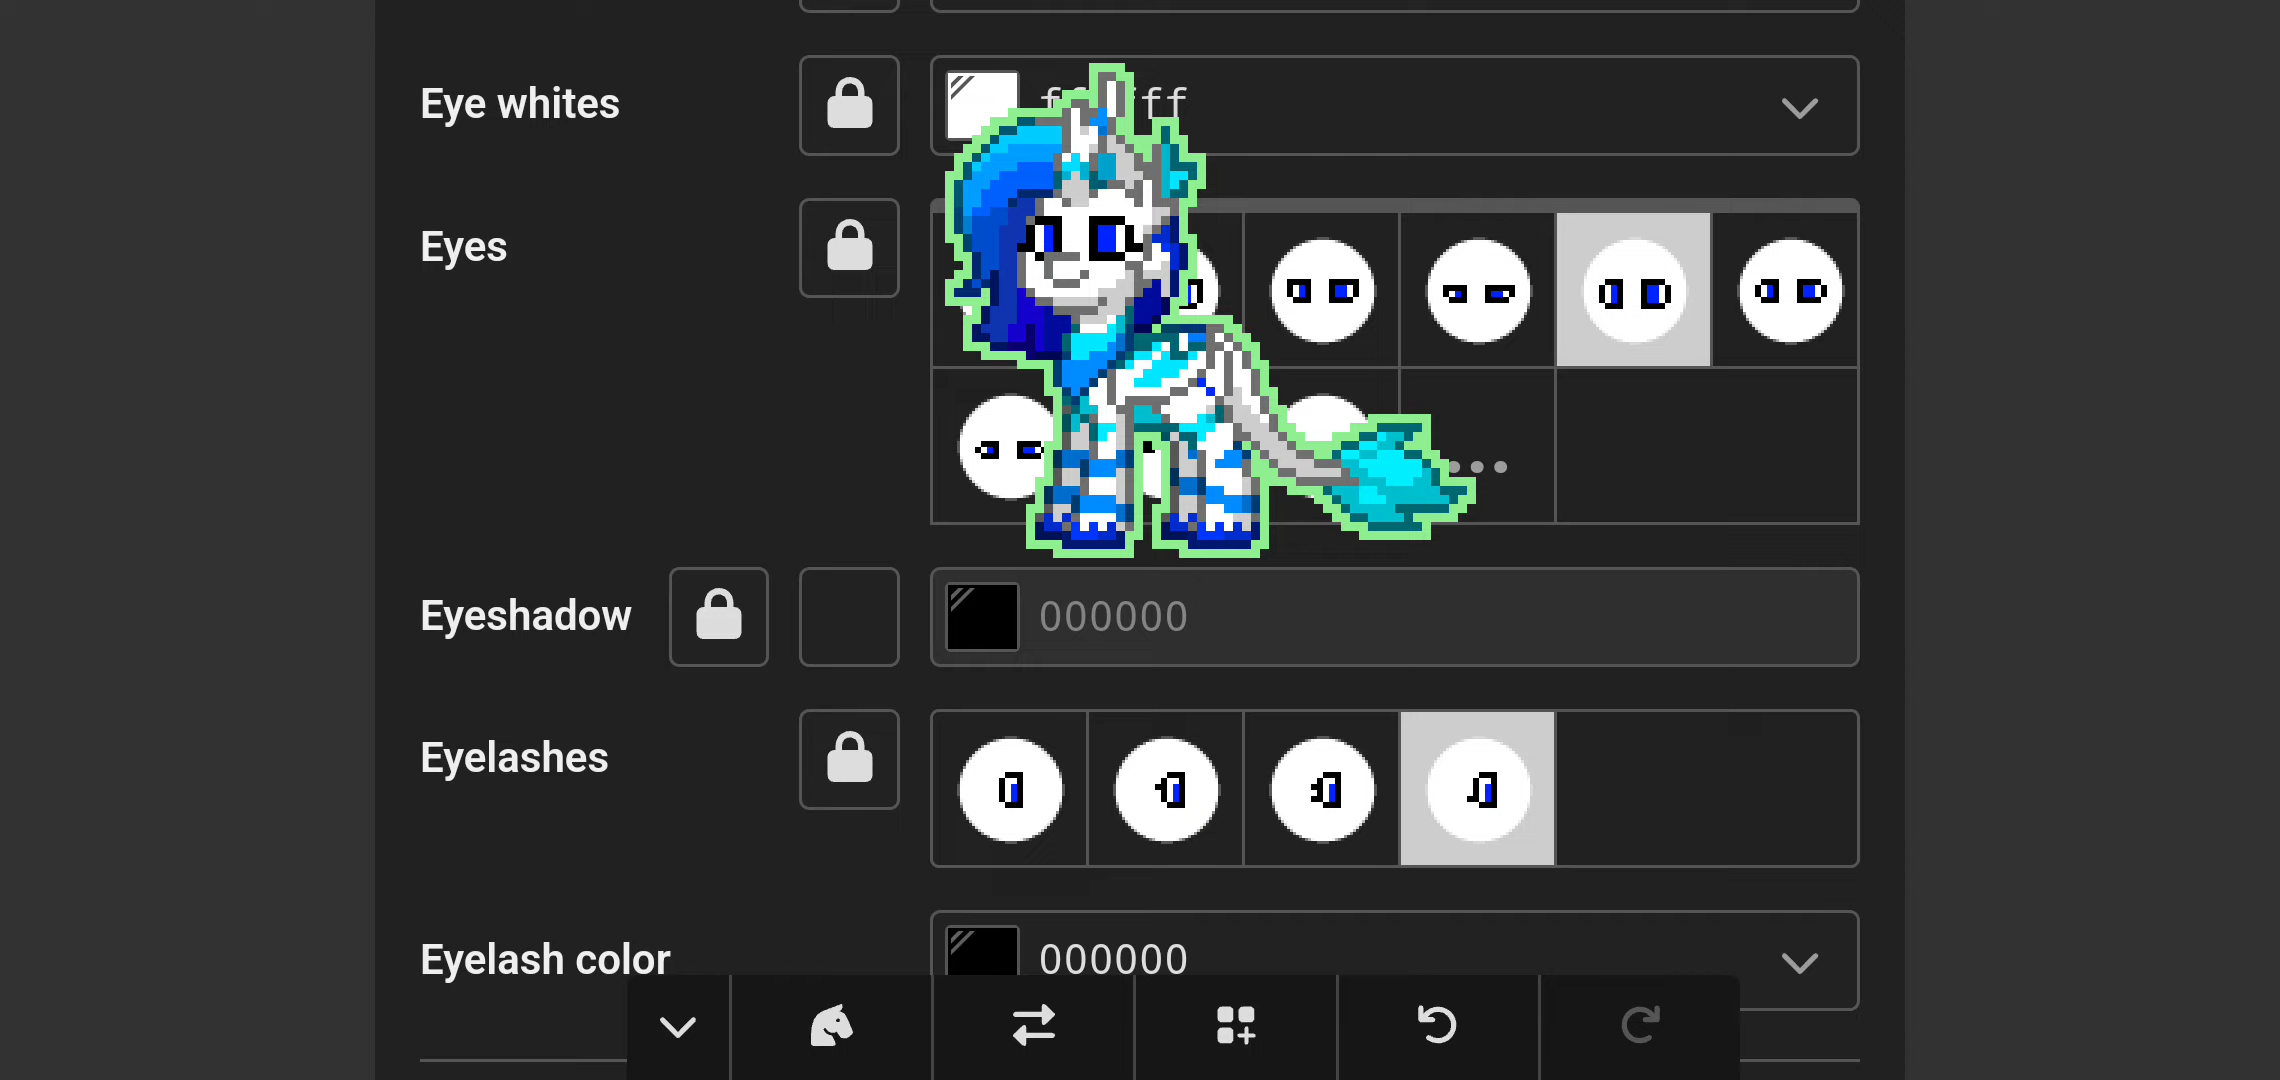 Eye whites
Eyes
Eyeshadow 000000
Eyelashes
Eyelash color 000000